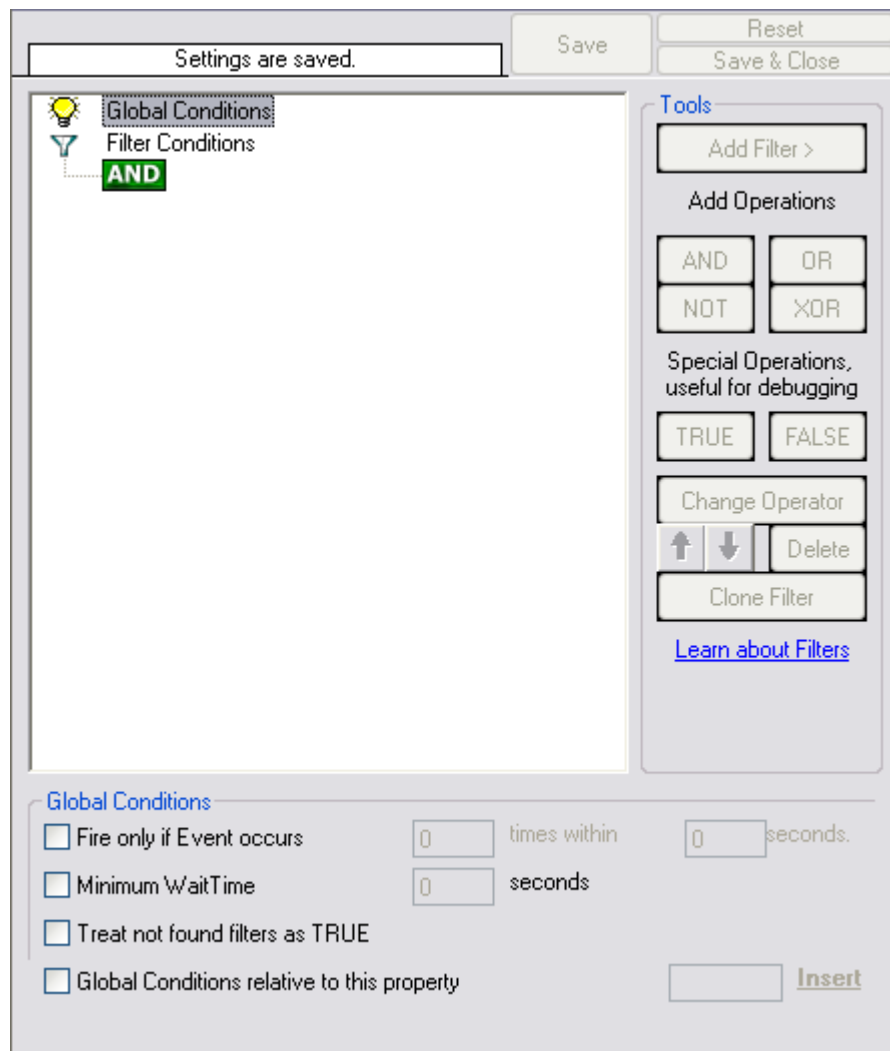 Settings are saved.
Save
Reset
Save & Close
Global Conditions
Filter Conditions
AND
Tools
Add Filter >
Add Operations
AND
OR
NOT
XOR
Special Operations,
useful for debugging
TRUE
FALSE
Change Operator
Delete
Clone Filter
Learn about Filters
Global Conditions
Fire only if Event occurs 0 times within 0 seconds.
Minimum WaitTime 0 seconds
Treat not found filters as TRUE
Global Conditions relative to this property Insert